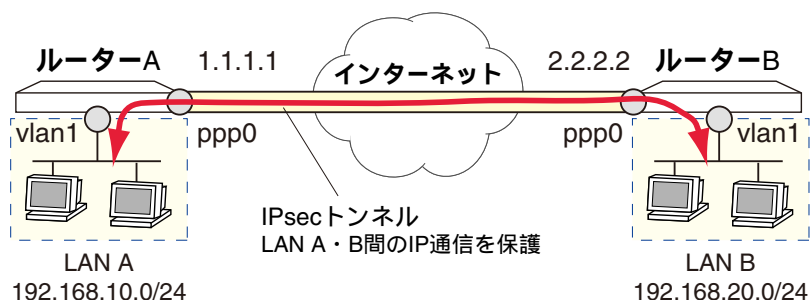 ルーターA
1.1.1.1
インターネット
2.2.2.2
ルーターB
vlan1
ppp0
ppp0
vlan1
IPsecトンネル
LAN A・B間のIP通信を保護
LAN A
192.168.10.0/24
LAN B
192.168.20.0/24